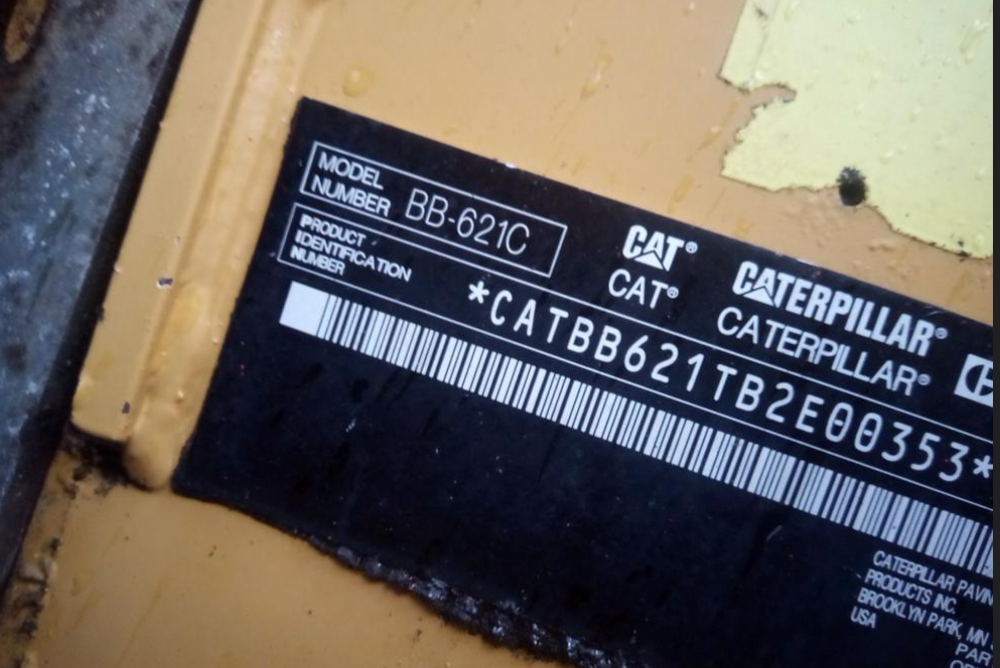 MODEL NUMBER BB-621C
PRODUCT IDENTIFICATION NUMBER
*CATBB621TB2E00353*
CAT®
CAT®
CATERPILLAR®
CATERPILLAR®
CATERPILLAR
PRODUCTS INC.
BROOKLYN PARK, MN
USA